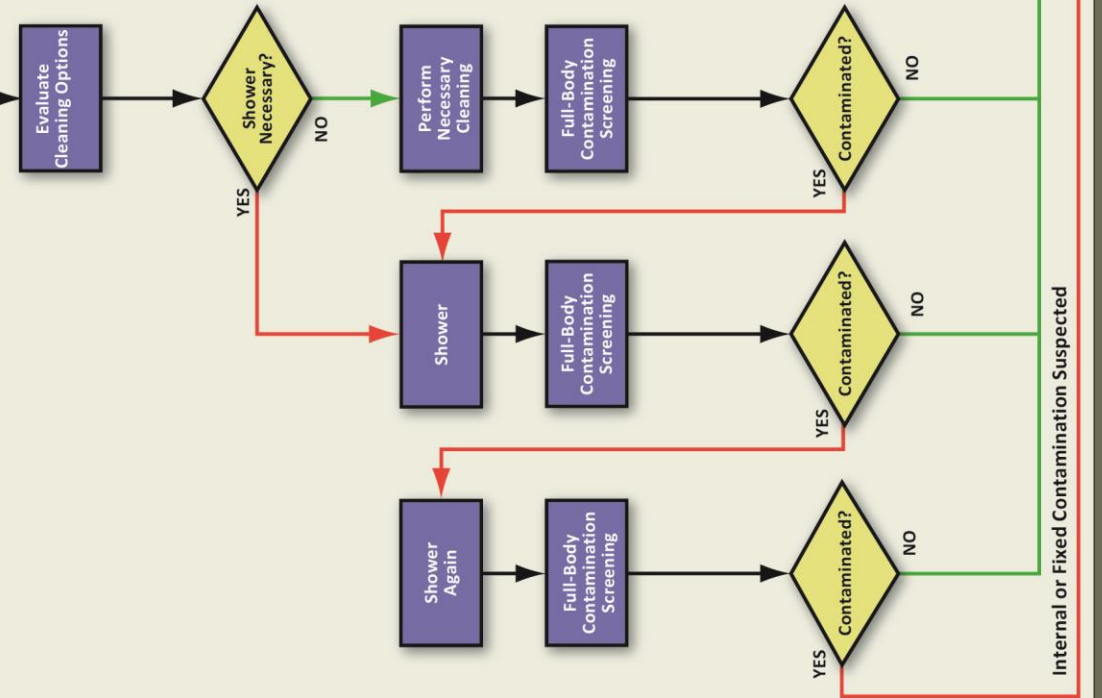 Evaluate
Cleaning Options
Shower
Necessary?
YES
NO
Perform
Necessary
Cleaning
Full-Body
Contamination
Screening
Contaminated?
YES
NO
Shower
Full-Body
Contamination
Screening
Contaminated?
YES
NO
Shower
Again
Full-Body
Contamination
Screening
Contaminated?
YES
NO
Internal or Fixed Contamination Suspected